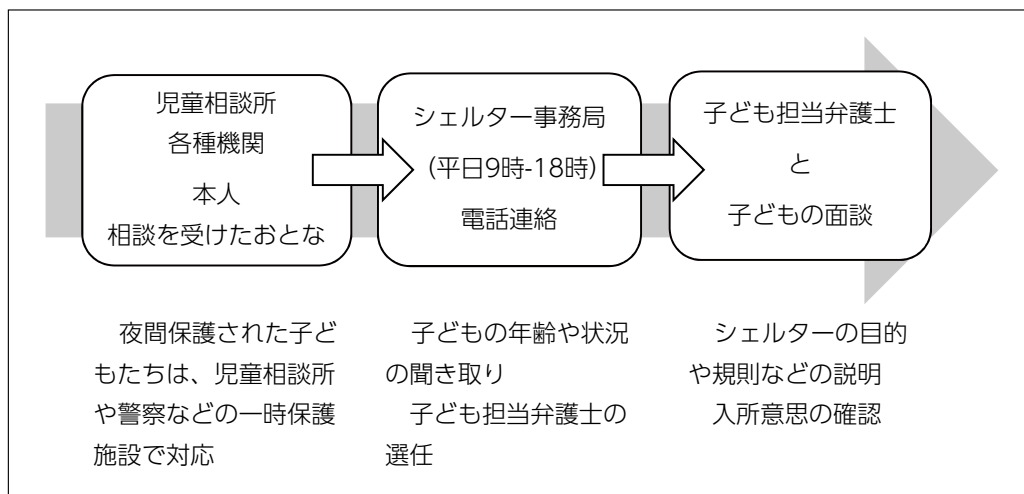 児童相談所
各種機関
本人
相談を受けたおとな
シェルター事務局
(平日9時-18時)
電話連絡
子ども担当弁護士
と
子どもの面談
夜間保護された子ど
もたちは、児童相談所
や警察などの一時保護
施設で対応
子どもの年齢や状況
の聞き取り
子ども担当弁護士の
選任
シェルターの目的
や規則などの説明
入所意思の確認